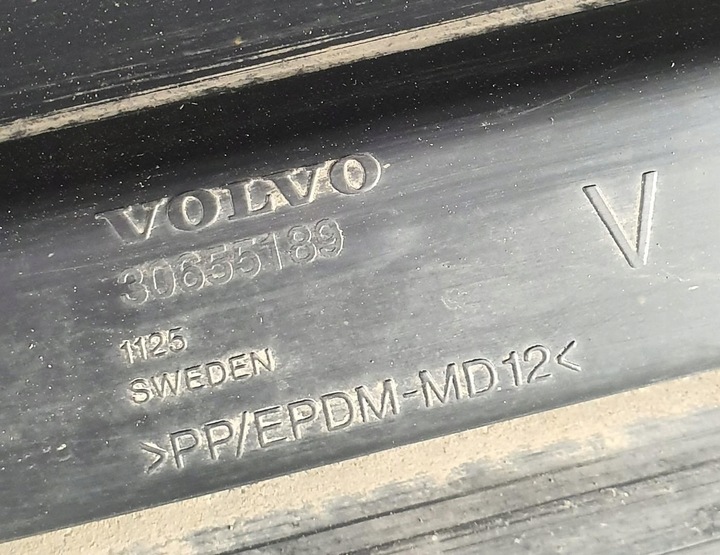 VOLVO
30655189
V
1125
SWEDEN
>PP/EPDM-MD12<